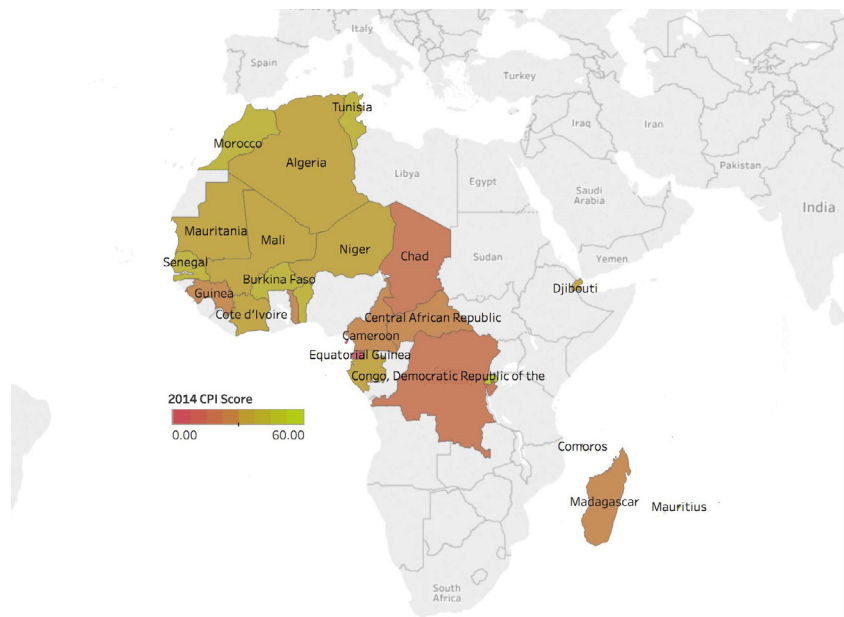 Italy
Spain
Turkey
Tunisia
Morocco
Iraq
Iran
Algeria
Pakistan
Libya
Egypt
Saudi
Arabia
India
Mauritania
Mali
Niger
Chad
Sudan
Yemen
Senegal
Burkina Faso
Djibouti
Guinea
Cote d'Ivoire
Central African Republic
Cameroon
Equatorial Guinea
Congo, Democratic Republic of the
2014 CPI Score
0.00
60.00
Comoros
Madagascar
Mauritius
South
Africa